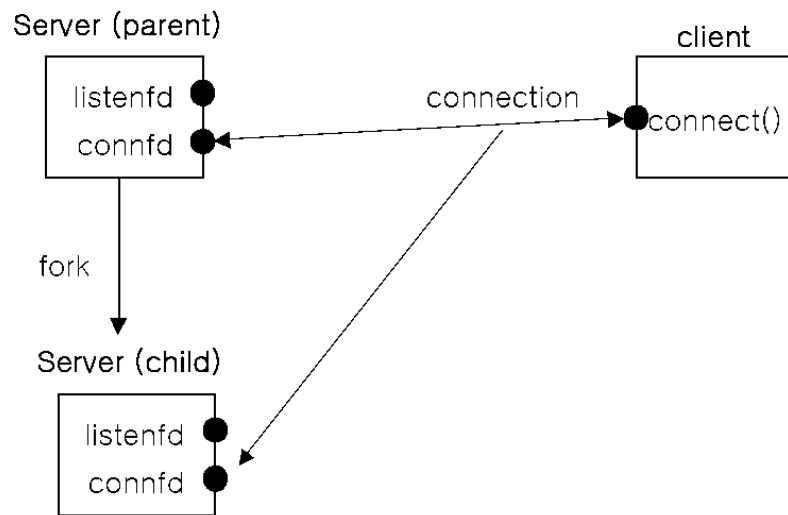 Server (parent)
client
listenfd
connfd
connection
connect()
fork
Server (child)
listenfd
connfd